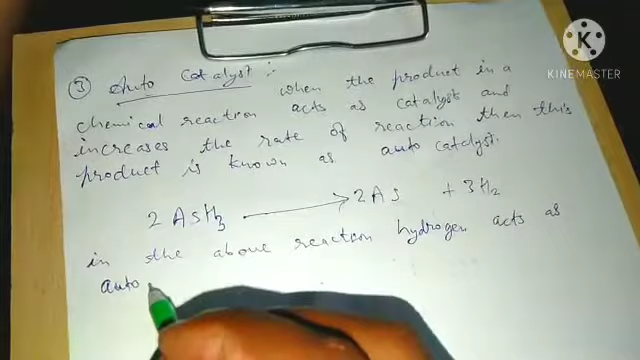 ③ Auto Catalyst :
when the product in a
chemical reaction acts as catalyst and
increases the rate of reaction then this
product is known as auto catalyst.
2 AsH3 ⟶ 2 AS + 3H2
in the above reaction hydrogen acts as
auto
K
KINEMASTER